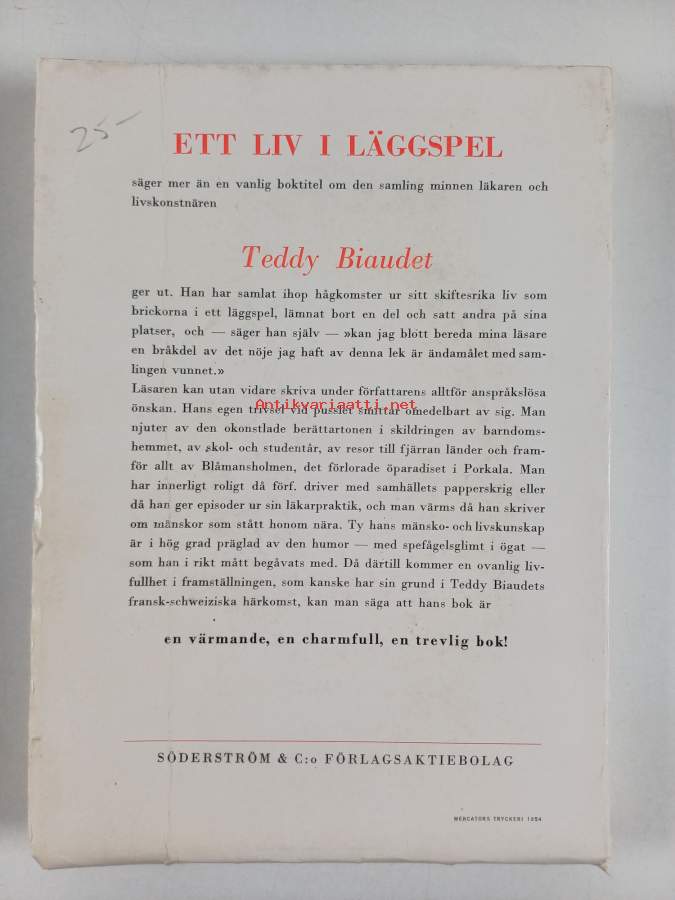 25-
ETT LIV I LÄGGSPEL
säger mer än en vanlig boktitel om den samling minnen läkaren och
livskonstnären
Teddy Biaudet
ger ut. Han har samlat ihop hågkomster ur sitt skiftesrika liv som
brickorna i ett läggspel, lämnat bort en del och satt andra på sina
platser, och — säger han själv — »kan jag blott bereda mina läsare
en bråkdel av det nöje jag haft av denna lek är ändamålet med sam-
lingen vunnet.»
Läsaren kan utan vidare skriva under författarens alltför anspråkslösa
Antikvariaatti.net
önskan. Hans egen trivsel vid pusslet smittar omedelbart av sig. Man
njuter av den okonstlade berättartonen i skildringen av barndoms-
hemmet, av skol- och studentår, av resor till fjärran länder och fram-
för allt av Blåmansholmen, det förlorade öparadiset i Porkala. Man
har innerligt roligt då förf. driver med samhällets papperskrig eller
då han ger episoder ur sin läkarpraktik, och man värms då han skriver
om mänskor som stått honom nära. Ty hans mänsko- och livskunskap
är i hög grad präglad av den humor — med spefågelsglimt i ögat —
som han i rikt mått begåvats med. Då därtill kommer en ovanlig liv-
fullhet i framställningen, som kanske har sin grund i Teddy Biaudets
fransk-schweiziska härkomst, kan man säga att hans bok är
en värmande, en charmfull, en trevlig bok!
SÖDERSTRÖM & C:o FÖRLAGSAKTIEBOLAG
MERCATORS TRYCKERI 1954